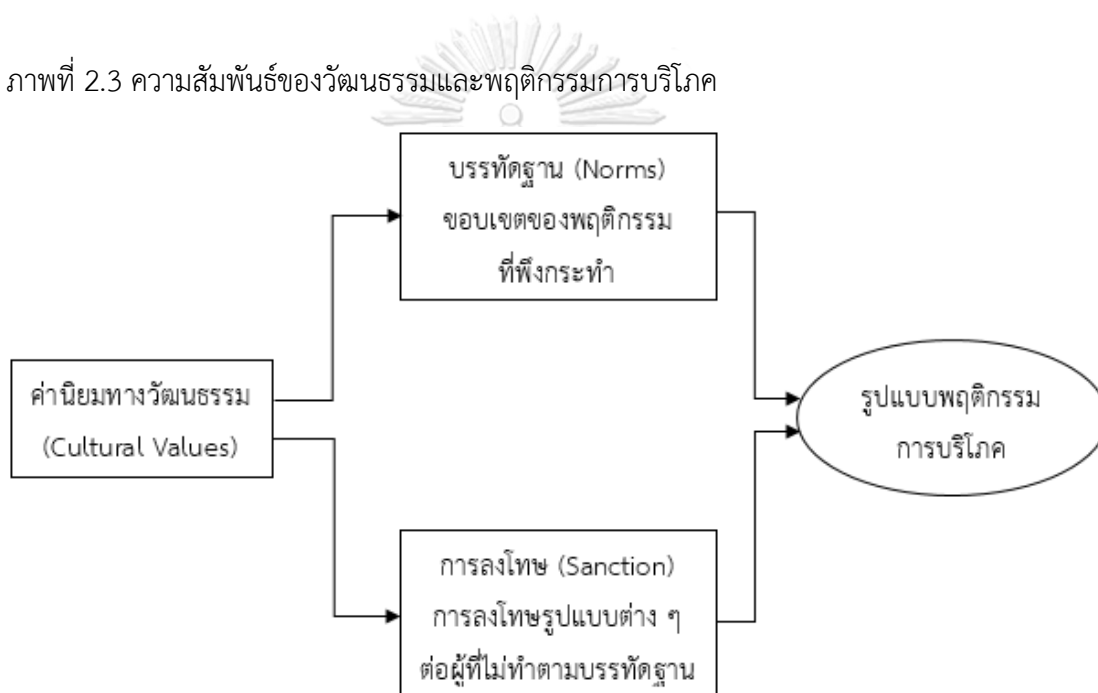 ภาพที่ 2.3 ความสัมพันธ์ของวัฒนธรรมและพฤติกรรมการบริโภค
บรรทัดฐาน (Norms)
ขอบเขตของพฤติกรรม
ที่พึงกระทำ
ค่านิยมทางวัฒนธรรม
(Cultural Values)
รูปแบบพฤติกรรม
การบริโภค
การลงโทษ (Sanction)
การลงโทษรูปแบบต่าง ๆ
ต่อผู้ที่ไม่ทำตามบรรทัดฐาน